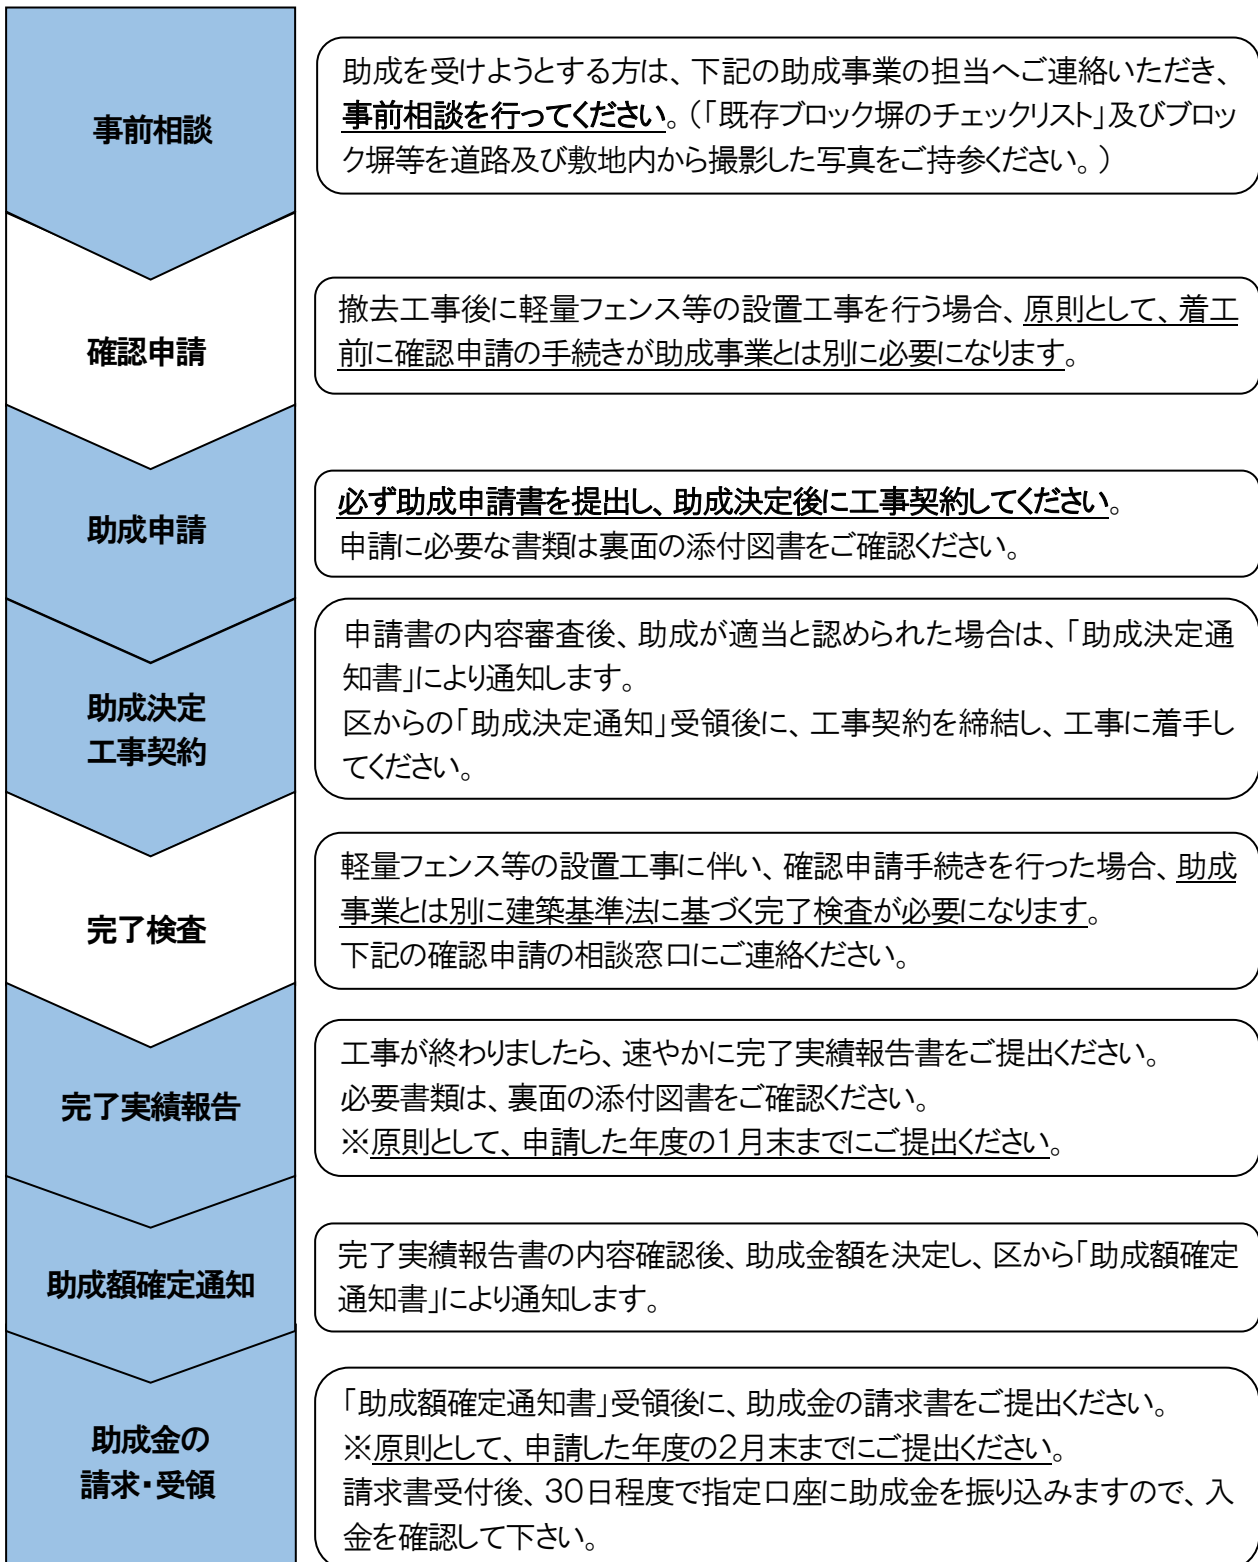 事前相談
助成を受けようとする方は、下記の助成事業の担当へご連絡いただき、
事前相談を行ってください。（「既存ブロック塀のチェックリスト」及びブロッ
ク塀等を道路及び敷地内から撮影した写真をご持参ください。）
確認申請
撤去工事後に軽量フェンス等の設置工事を行う場合、原則として、着工
前に確認申請の手続きが助成事業とは別に必要になります。
助成申請
必ず助成申請書を提出し、助成決定後に工事契約してください。
申請に必要な書類は裏面の添付図書をご確認ください。
助成決定
工事契約
申請書の内容審査後、助成が適当と認められた場合は、「助成決定通
知書」により通知します。
区からの「助成決定通知」受領後に、工事契約を締結し、工事に着手し
てください。
完了検査
軽量フェンス等の設置工事に伴い、確認申請手続きを行った場合、助成
事業とは別に建築基準法に基づく完了検査が必要になります。
下記の確認申請の相談窓口にご連絡ください。
完了実績報告
工事が終わりましたら、速やかに完了実績報告書をご提出ください。
必要書類は、裏面の添付図書をご確認ください。
※原則として、申請した年度の1月末までにご提出ください。
助成額確定通知
完了実績報告書の内容確認後、助成金額を決定し、区から「助成額確定
通知書」により通知します。
助成金の
請求・受領
「助成額確定通知書」受領後に、助成金の請求書をご提出ください。
※原則として、申請した年度の2月末までにご提出ください。
請求書受付後、30日程度で指定口座に助成金を振り込みますので、入
金を確認して下さい。